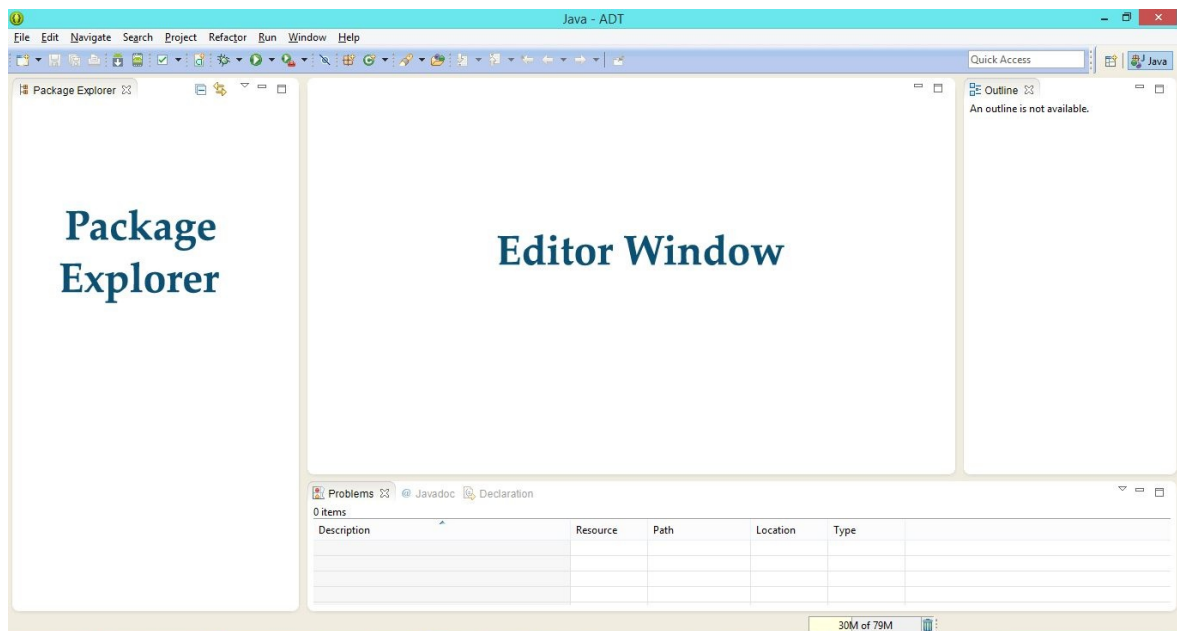 Java - ADT
File Edit Navigate Search Project Refactor Run Window Help
Quick Access
Java
Package Explorer
Outline
An outline is not available.
Package
Explorer
Editor Window
Problems @ Javadoc Declaration
0 items
Description Resource Path Location Type
30M of 79M